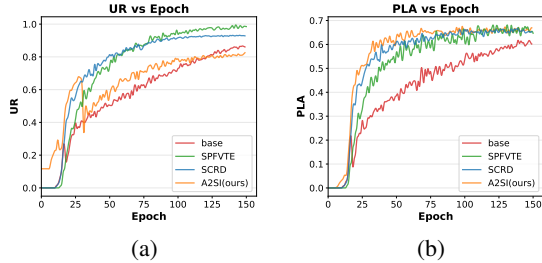 UR vs Epoch
UR
1.0
0.8
0.6
0.4
0.2
0.0
0
25
50
75
100
125
150
Epoch
base
SPFVTE
SCRD
A2SI(ours)
(a)
PLA vs Epoch
PLA
0.7
0.6
0.5
0.4
0.3
0.2
0.1
0.0
0
25
50
75
100
125
150
Epoch
base
SPFVTE
SCRD
A2SI(ours)
(b)